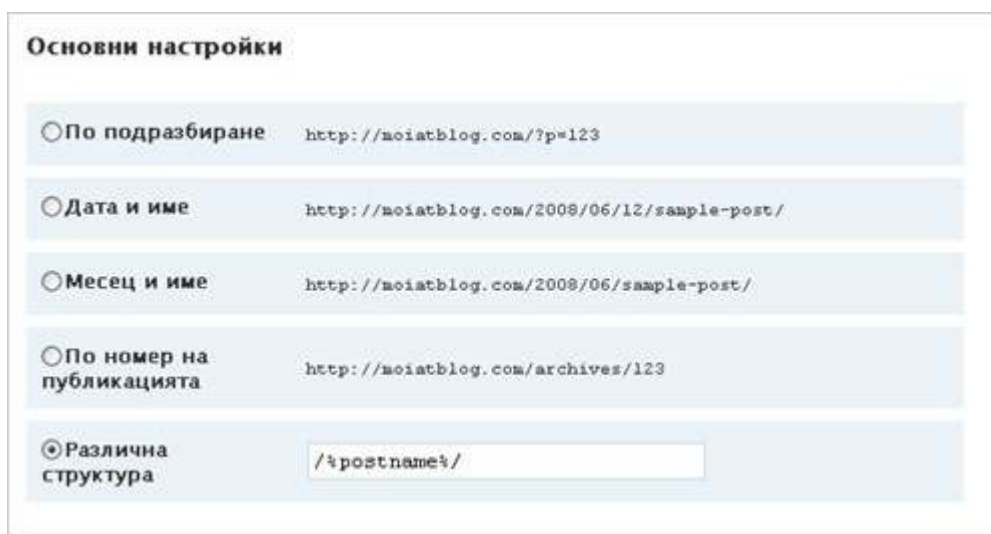 Основни настройки
По подразбиране http://moiatblog.com/?p=123
Дата и име http://moiatblog.com/2008/06/12/sample-post/
Месец и име http://moiatblog.com/2008/06/sample-post/
По номер на
публикацията http://moiatblog.com/archives/123
Различна
структура /%postname%/